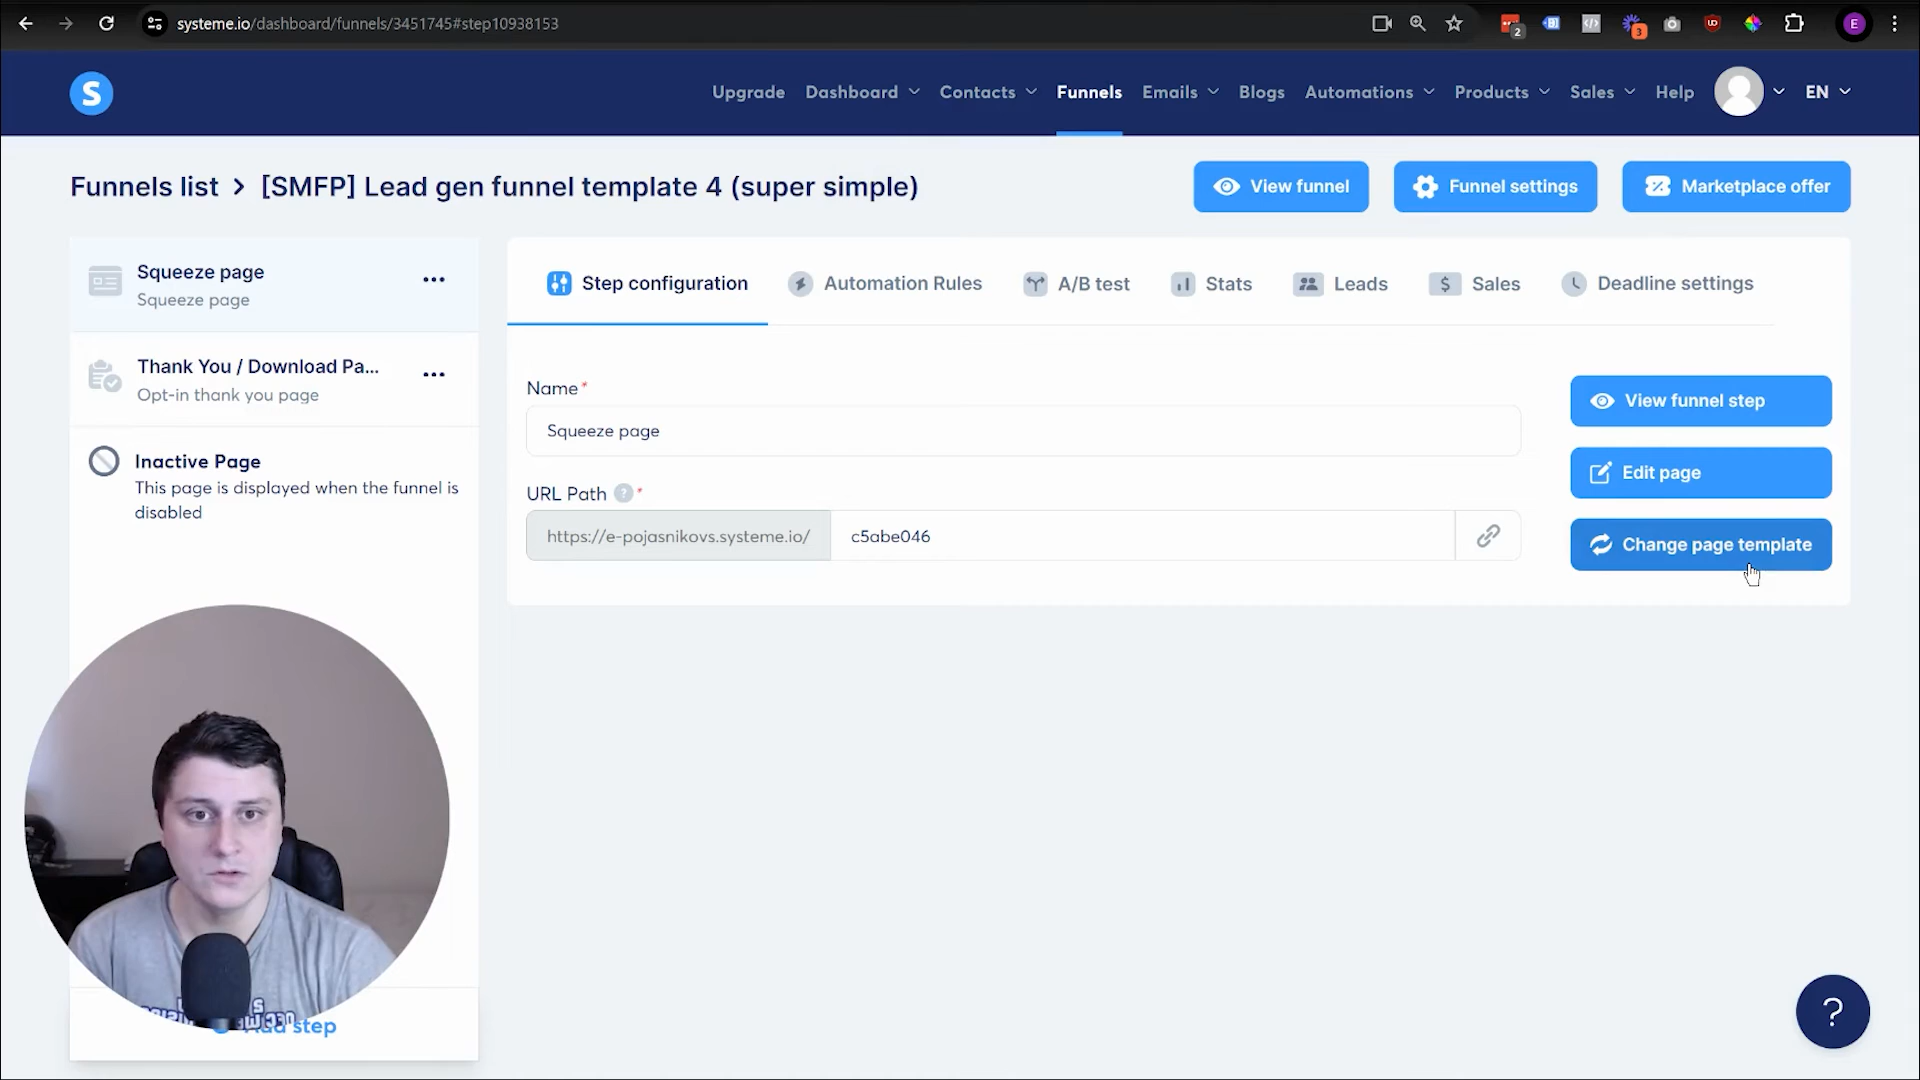 systeme.io/dashboard/funnels/3451745#step10938153
2
3
E
S
Upgrade Dashboard Contacts Funnels Emails Blogs Automations Products Sales Help EN
Funnels list > [SMFP] Lead gen funnel template 4 (super simple)
View funnel
Funnel settings
Marketplace offer
Squeeze page
Squeeze page
Thank You / Download Pa...
Opt-in thank you page
Inactive Page
This page is displayed when the funnel is
disabled
step
Step configuration
Automation Rules
A/B test
Stats
Leads
Sales
Deadline settings
Name*
Squeeze page
URL Path ? *
https://e-pojasnikovs.systeme.io/ c5abe046
View funnel step
Edit page
Change page template
?